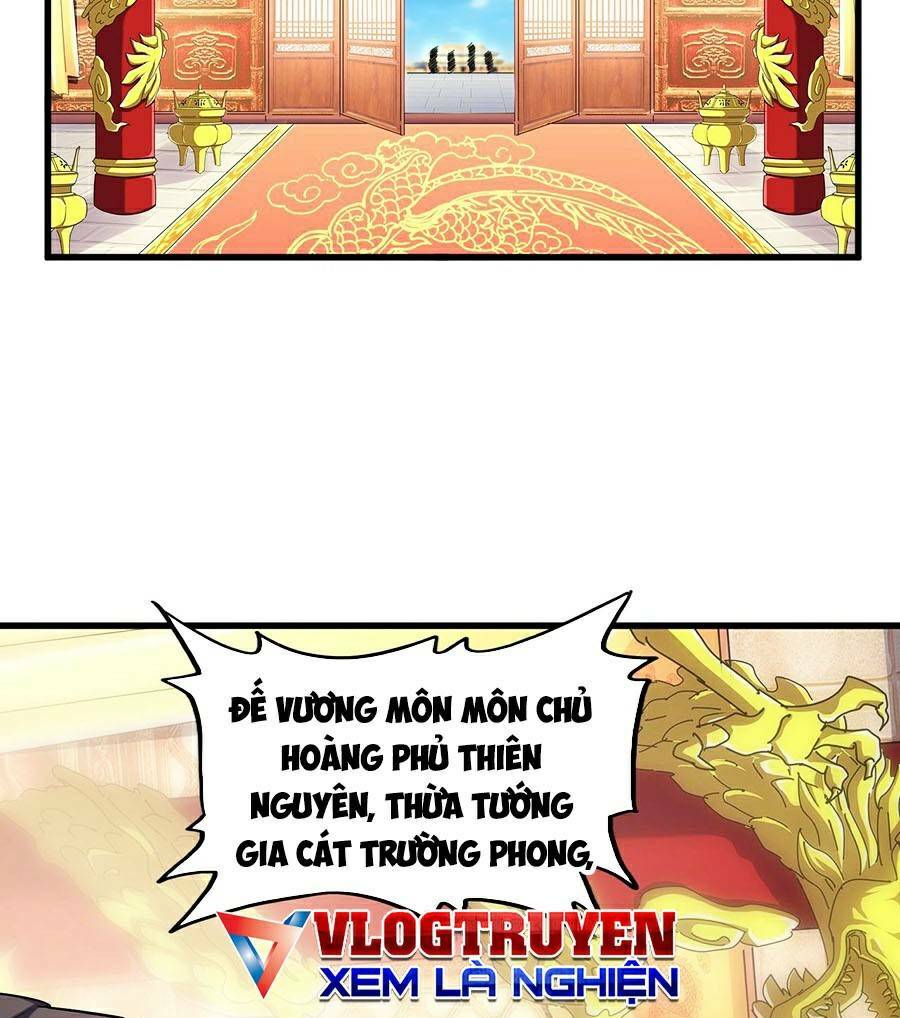 ĐẾ VƯƠNG MÔN MÔN CHỦ
HOÀNG PHỦ THIÊN
NGUYÊN, THỪA TƯỚNG
GIA CÁT TRƯỜNG PHONG,
VLOGTRUYEN
XEM LÀ NGHIỆN